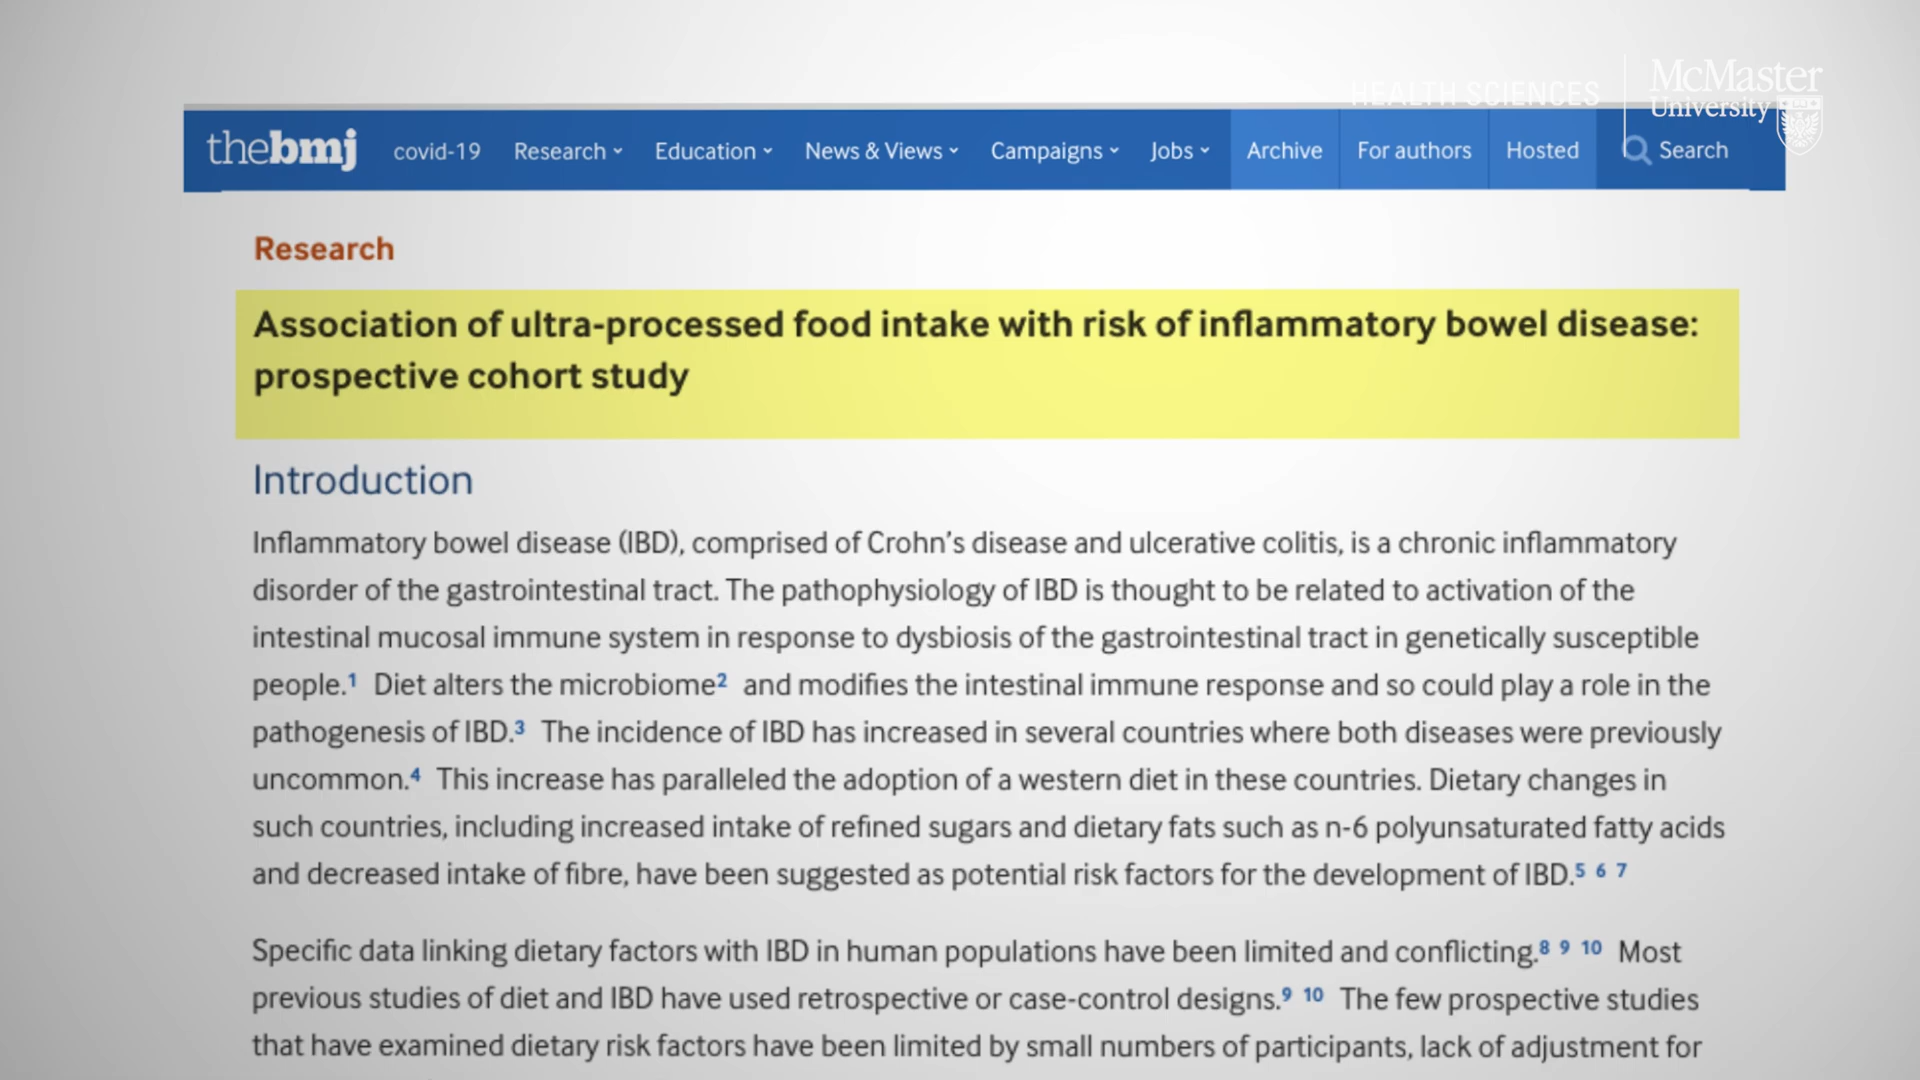 HEALTH SCIENCES
McMaster
University
thebmj covid-19 Research Education News & Views Campaigns Jobs Archive For authors Hosted Search
Research
Association of ultra-processed food intake with risk of inflammatory bowel disease:
prospective cohort study
Introduction
Inflammatory bowel disease (IBD), comprised of Crohn’s disease and ulcerative colitis, is a chronic inflammatory
disorder of the gastrointestinal tract. The pathophysiology of IBD is thought to be related to activation of the
intestinal mucosal immune system in response to dysbiosis of the gastrointestinal tract in genetically susceptible
people.1 Diet alters the microbiome2 and modifies the intestinal immune response and so could play a role in the
pathogenesis of IBD.3 The incidence of IBD has increased in several countries where both diseases were previously
uncommon.4 This increase has paralleled the adoption of a western diet in these countries. Dietary changes in
such countries, including increased intake of refined sugars and dietary fats such as n-6 polyunsaturated fatty acids
and decreased intake of fibre, have been suggested as potential risk factors for the development of IBD.5 6 7
Specific data linking dietary factors with IBD in human populations have been limited and conflicting.8 9 10 Most
previous studies of diet and IBD have used retrospective or case-control designs.9 10 The few prospective studies
that have examined dietary risk factors have been limited by small numbers of participants, lack of adjustment for